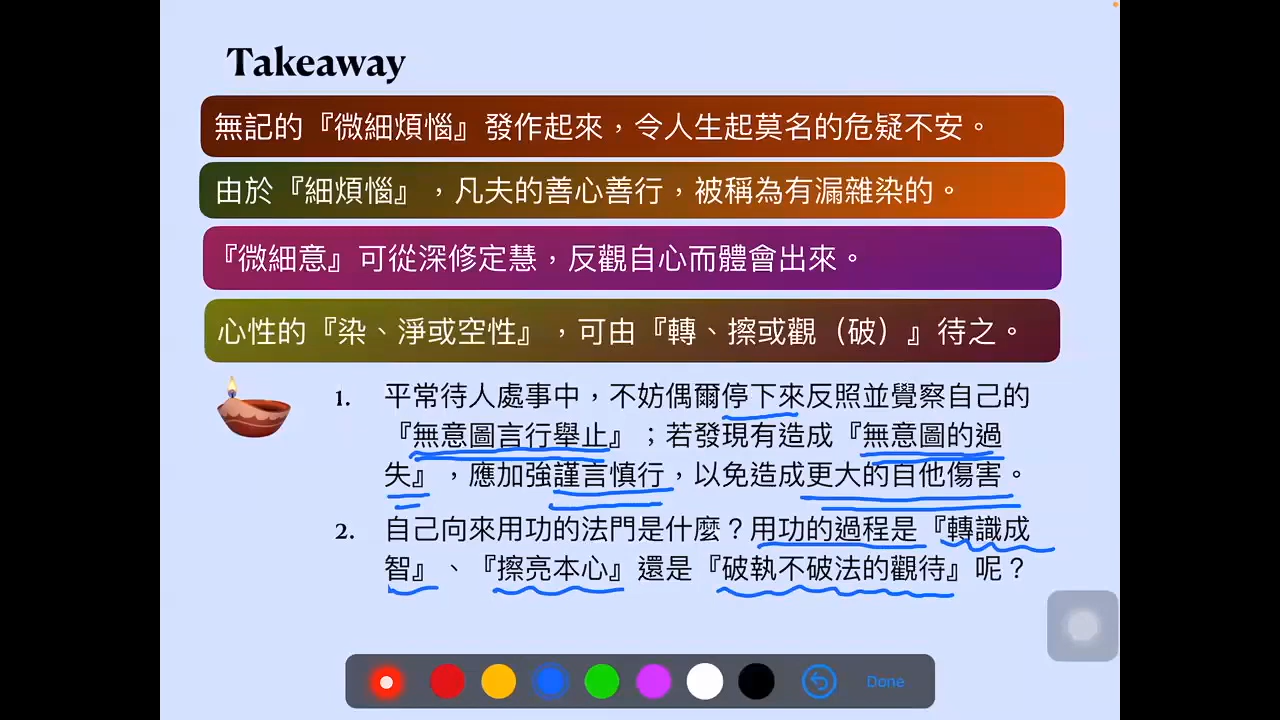 Takeaway
無記的『微細煩惱』發作起來，令人生起莫名的危疑不安。
由於『細煩惱』，凡夫的善心善行，被稱為有漏雜染的。
『微細意』可從深修定慧，反觀自心而體會出來。
心性的『染、淨或空性』，可由『轉、擦或觀（破）』待之。
1. 平常待人處事中，不妨偶爾停下來反照並覺察自己的
『無意圖言行舉止』；若發現有造成『無意圖的過
失』，應加強謹言慎行，以免造成更大的自他傷害。
2. 自己向來用功的法門是什麼？用功的過程是『轉識成
智』、『擦亮本心』還是『破執不破法的觀待』呢？
Done